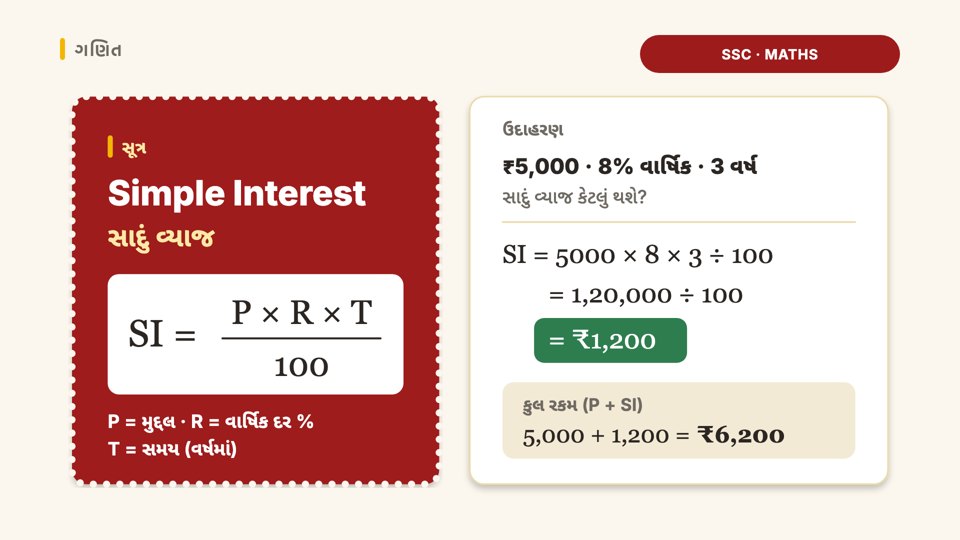 ગણિત
SSC · MATHS
સૂત્ર
Simple Interest
સાદું વ્યાજ
SI = P × R × T / 100
P = મુદ્દલ · R = વાર્ષિક દર %
T = સમય (વર્ષમાં)
ઉદાહરણ
₹5,000 · 8% વાર્ષિક · 3 વર્ષ
સાદું વ્યાજ કેટલું થશે?
SI = 5000 × 8 × 3 ÷ 100
= 1,20,000 ÷ 100
= ₹1,200
કુલ રકમ (P + SI)
5,000 + 1,200 = ₹6,200